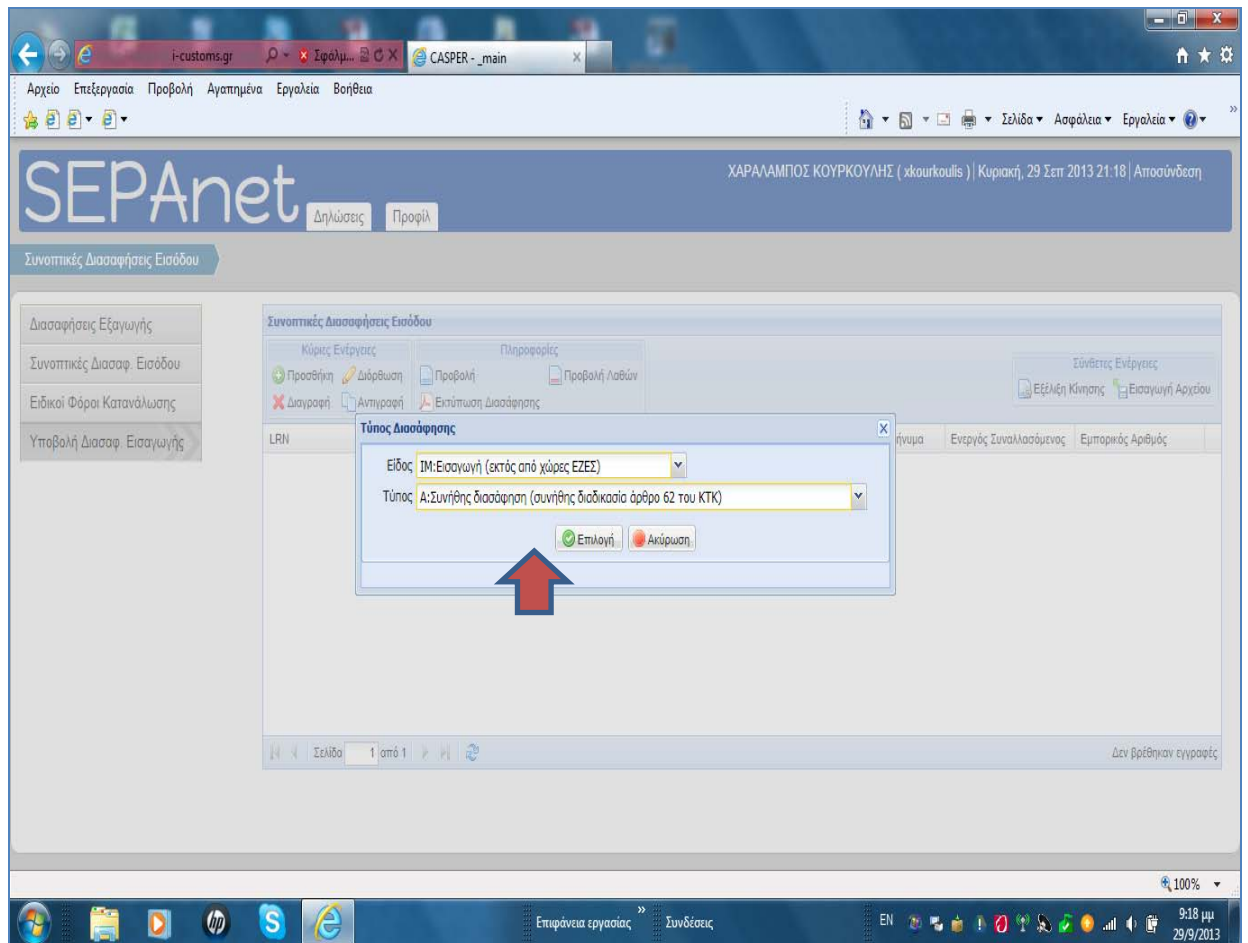 i-customs.gr
Σφάλμ...
CASPER - _main
Αρχείο Επεξεργασία Προβολή Αγαπημένα Εργαλεία Βοήθεια
Σελίδα Ασφάλεια Εργαλεία
SEPAnet
Δηλώσεις Προφίλ
ΧΑΡΑΛΑΜΠΟΣ ΚΟΥΡΚΟΥΛΗΣ ( xkourkoulis ) | Κυριακή, 29 Σεπ 2013 21:18 | Αποσύνδεση
Συνοπτικές Διασαφήσεις Εισόδου
Διασαφήσεις Εξαγωγής
Συνοπτικές Διασαφ. Εισόδου
Ειδικοί Φόροι Κατανάλωσης
Υποβολή Διασαφ. Εισαγωγής
Συνοπτικές Διασαφήσεις Εισόδου
Κύριες Ενέργειες Πληροφορίες Σύνθετες Ενέργειες
Προσθήκη Διόρθωση Προβολή Προβολή Λαθών Εξέλιξη Κίνησης Εισαγωγή Αρχείου
Διαγραφή Αντιγραφή Εκτύπωση Διασάφησης
LRN ήνυμα Ενεργός Συναλλασόμενος Εμπορικός Αριθμός
Τύπος Διασάφησης
Είδος IM:Εισαγωγή (εκτός από χώρες ΕΖΕΣ)
Τύπος A:Συνήθης διασάφηση (συνήθης διαδικασία άρθρο 62 του ΚΤΚ)
Επιλογή Ακύρωση
Σελίδα 1 από 1
Δεν βρέθηκαν εγγραφές
100%
Επιφάνεια εργασίας » Συνδέσεις EN 9:18 μμ
29/9/2013